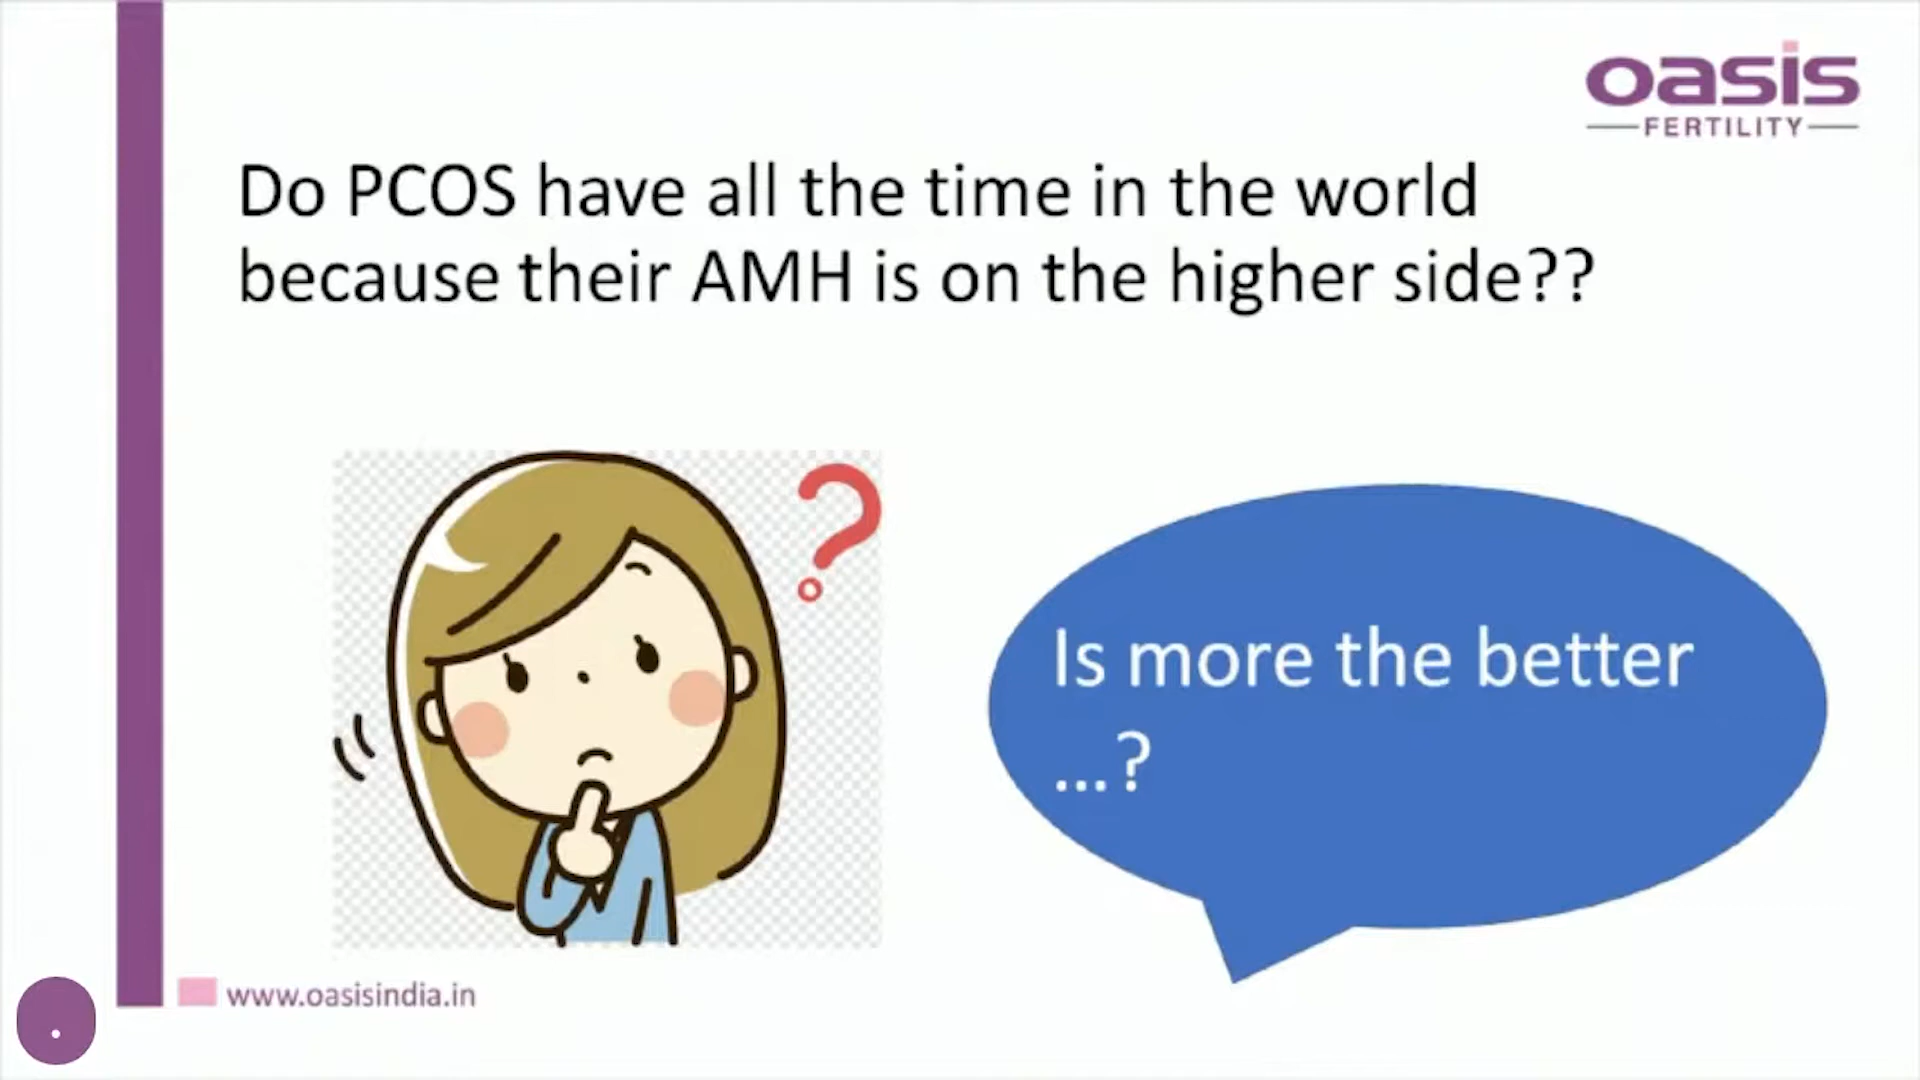 oasis
FERTILITY
Do PCOS have all the time in the world
because their AMH is on the higher side??
?
Is more the better
...?
www.oasisindia.in